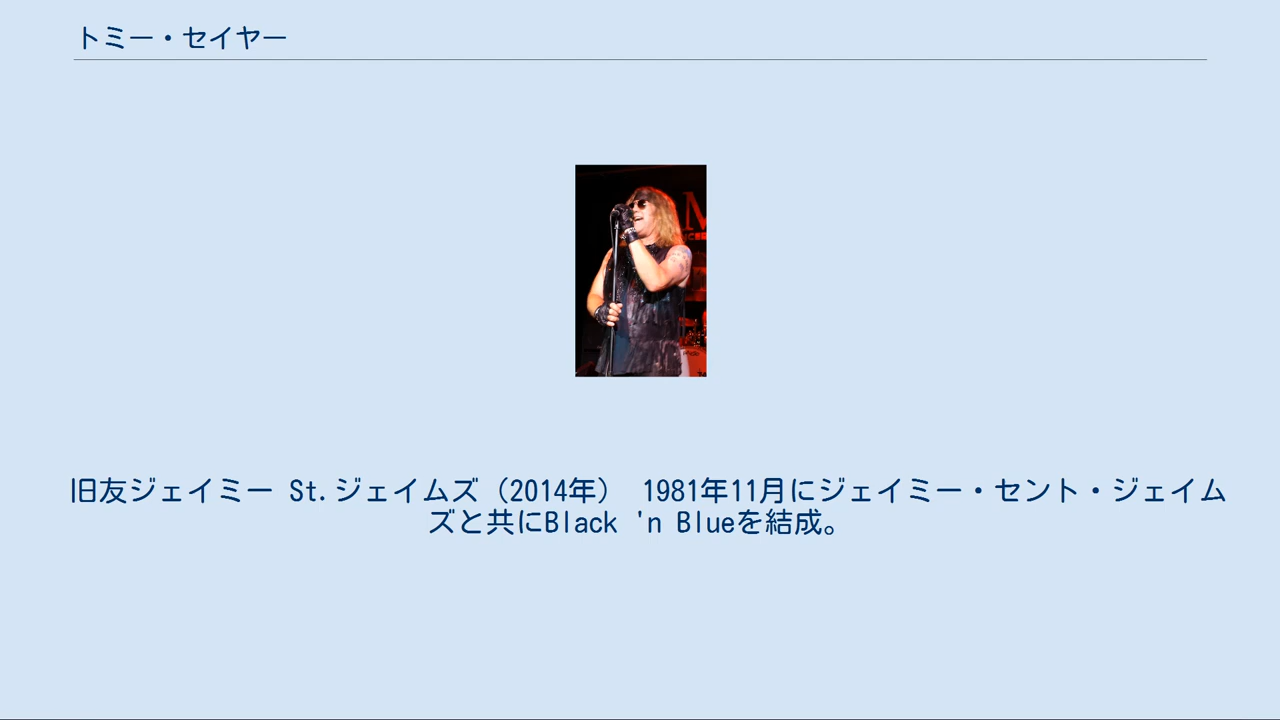 トミー・セイヤー
旧友ジェイミー St.ジェイムズ（2014年） 1981年11月にジェイミー・セント・ジェイム
ズと共にBlack 'n Blueを結成。